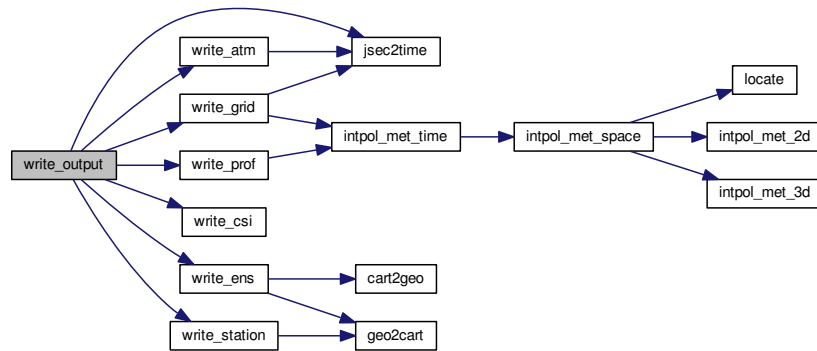 write_output
write_atm
write_grid
write_prof
write_csi
write_ens
write_station
jsec2time
intpol_met_time
cart2geo
geo2cart
intpol_met_space
locate
intpol_met_2d
intpol_met_3d